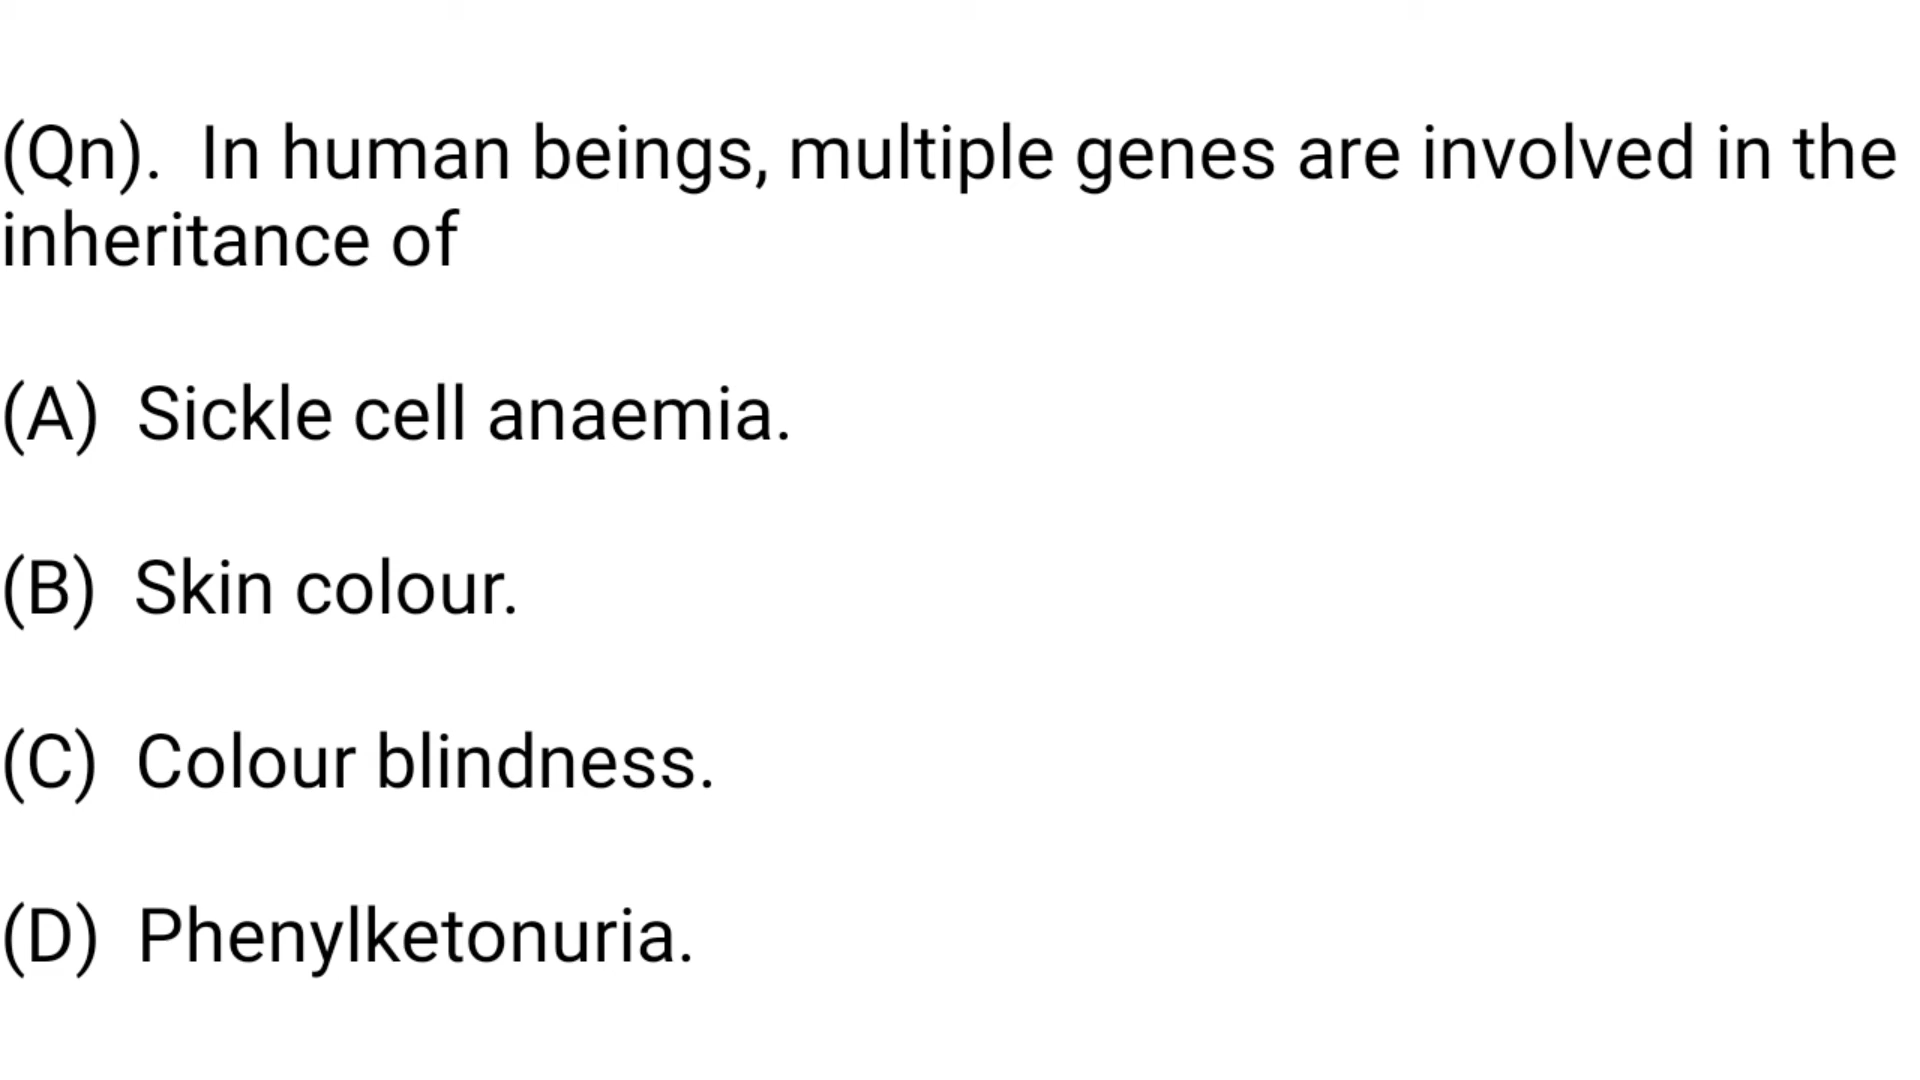 (Qn). In human beings, multiple genes are involved in the
inheritance of
(A) Sickle cell anaemia.
(B) Skin colour.
(C) Colour blindness.
(D) Phenylketonuria.